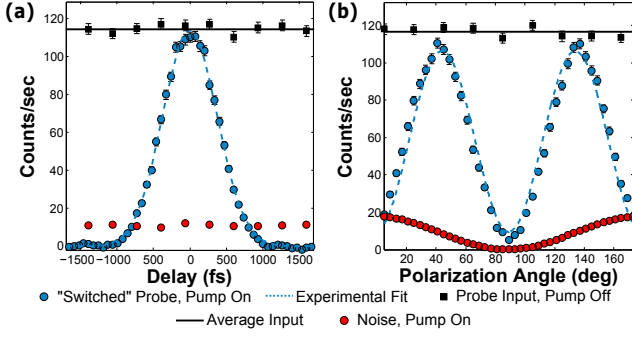 (a)
(b)
Counts/sec
120
100
80
60
40
20
0
−1500 −1000 −500 0 500 1000 1500
Delay (fs)
Counts/sec
120
100
80
60
40
20
0
20 40 60 80 100 120 140 160
Polarization Angle (deg)
"Switched" Probe, Pump On Experimental Fit Probe Input, Pump Off
Average Input Noise, Pump On